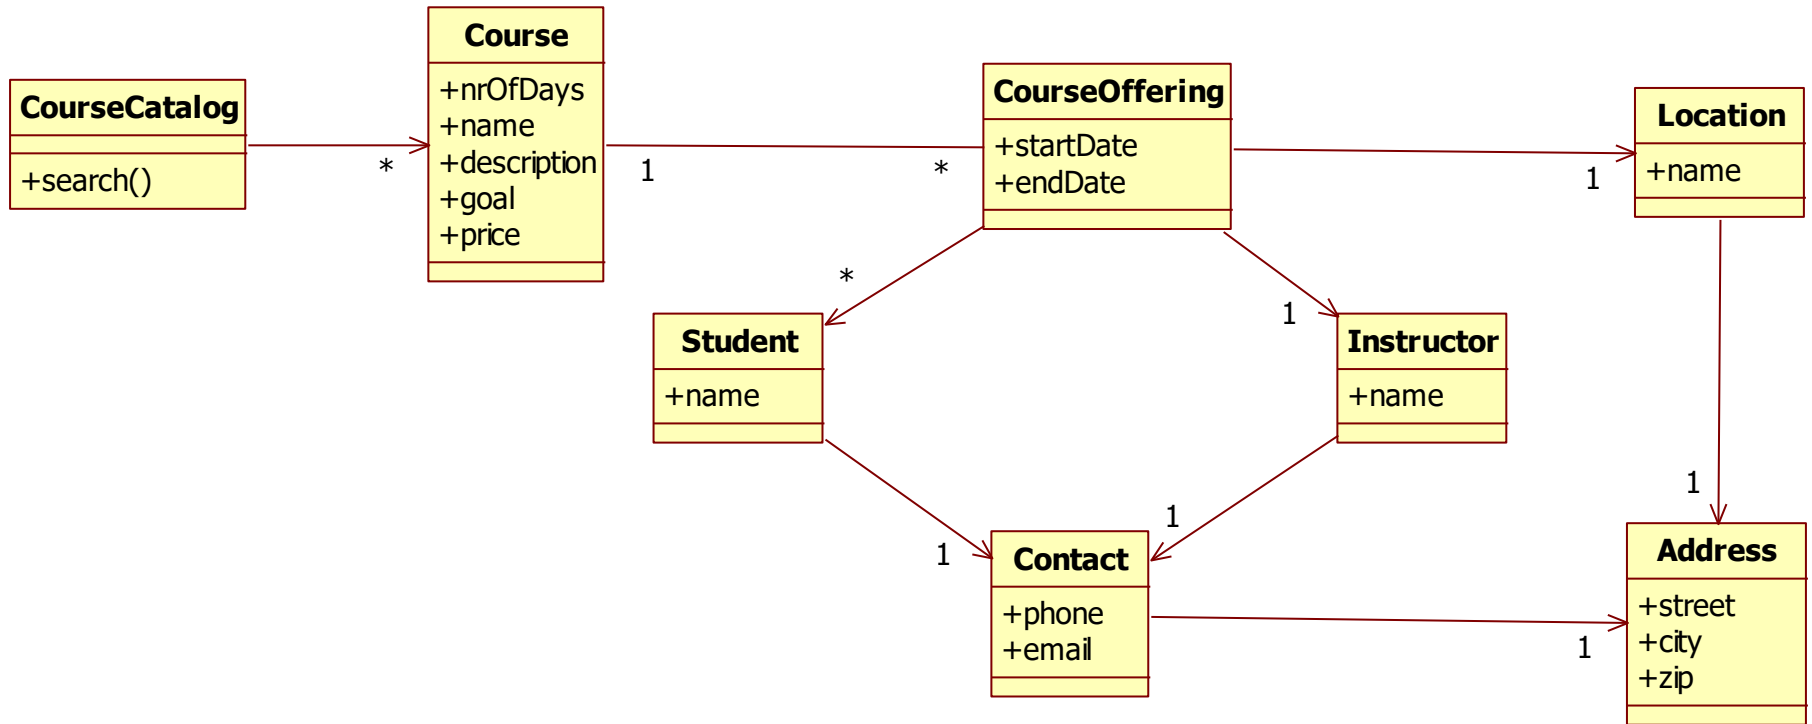 CourseCatalog
+search()
*
Course
+nrOfDays
+name
+description
+goal
+price
1
*
CourseOffering
+startDate
+endDate
1
Location
+name
*
1
Student
+name
Instructor
+name
1
1
1
Contact
+phone
+email
1
Address
+street
+city
+zip